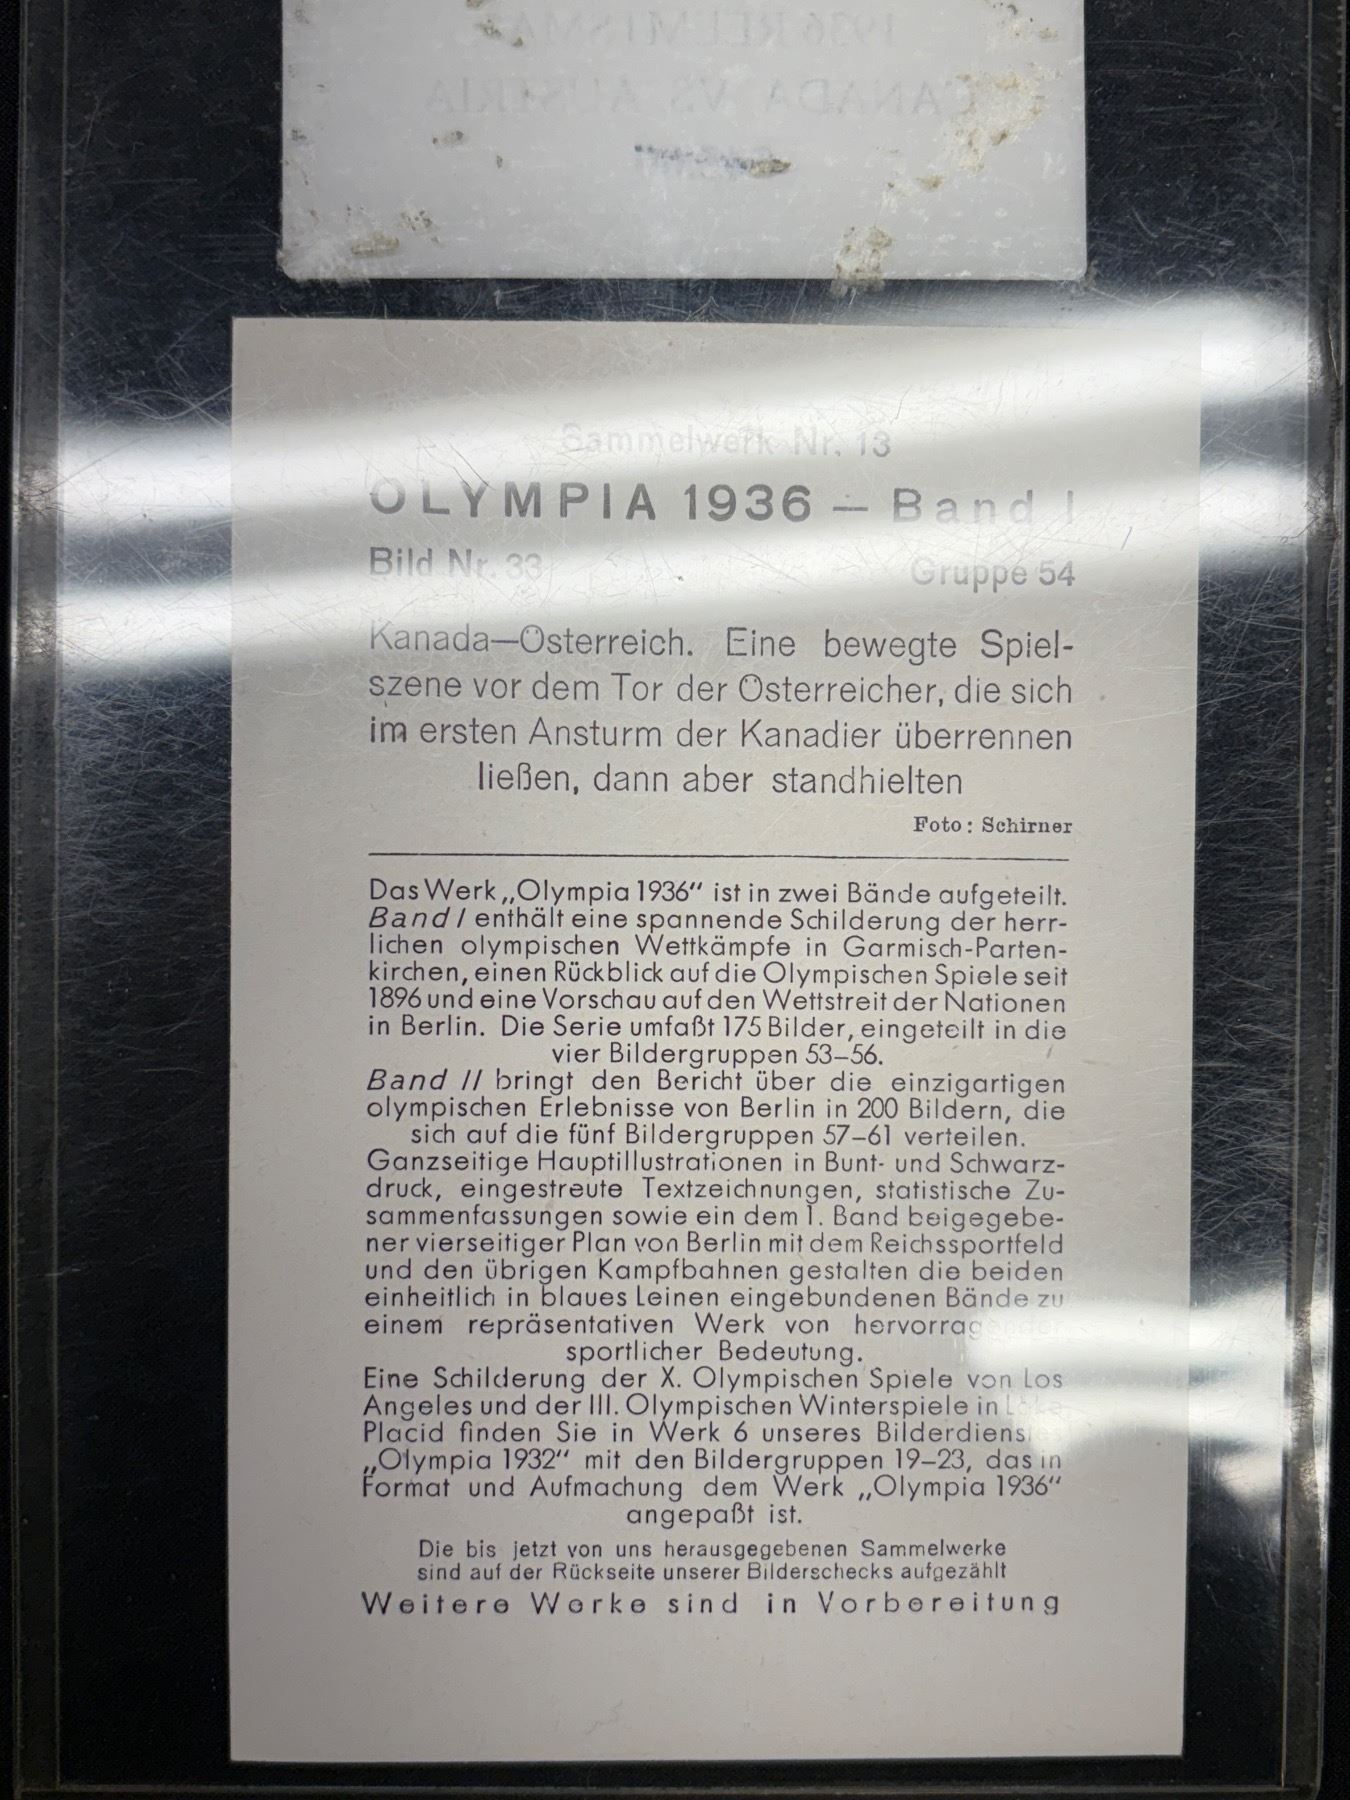 1936 REEMTSMA
CANADA VS AUSTRIA
Sammelwerk Nr. 13
OLYMPIA 1936 — Band I
Bild Nr. 33 Gruppe 54
Kanada—Österreich. Eine bewegte Spiel-
szene vor dem Tor der Österreicher, die sich
im ersten Ansturm der Kanadier überrennen
ließen, dann aber standhielten
Foto: Schirner
Das Werk „Olympia 1936“ ist in zwei Bände aufgeteilt.
Band I enthält eine spannende Schilderung der herr-
lichen olympischen Wettkämpfe in Garmisch-Parten-
kirchen, einen Rückblick auf die Olympischen Spiele seit
1896 und eine Vorschau auf den Wettstreit der Nationen
in Berlin. Die Serie umfaßt 175 Bilder, eingeteilt in die
vier Bildergruppen 53–56.
Band II bringt den Bericht über die einzigartigen
olympischen Erlebnisse von Berlin in 200 Bildern, die
sich auf die fünf Bildergruppen 57–61 verteilen.
Ganzseitige Hauptillustrationen in Bunt- und Schwarz-
druck, eingestreute Textzeichnungen, statistische Zu-
sammenfassungen sowie ein dem 1. Band beigegebe-
ner vierseitiger Plan von Berlin mit dem Reichssportfeld
und den übrigen Kampfbahnen gestalten die beiden
einheitlich in blaues Leinen eingebundenen Bände zu
einem repräsentativen Werk von hervorragender
sportlicher Bedeutung.
Eine Schilderung der X. Olympischen Spiele von Los
Angeles und der III. Olympischen Winterspiele in Lake
Placid finden Sie in Werk 6 unseres Bilderdienstes
„Olympia 1932“ mit den Bildergruppen 19–23, das in
Format und Aufmachung dem Werk „Olympia 1936“
angepaßt ist.
Die bis jetzt von uns herausgegebenen Sammelwerke
sind auf der Rückseite unserer Bilderschecks aufgezählt
Weitere Werke sind in Vorbereitung